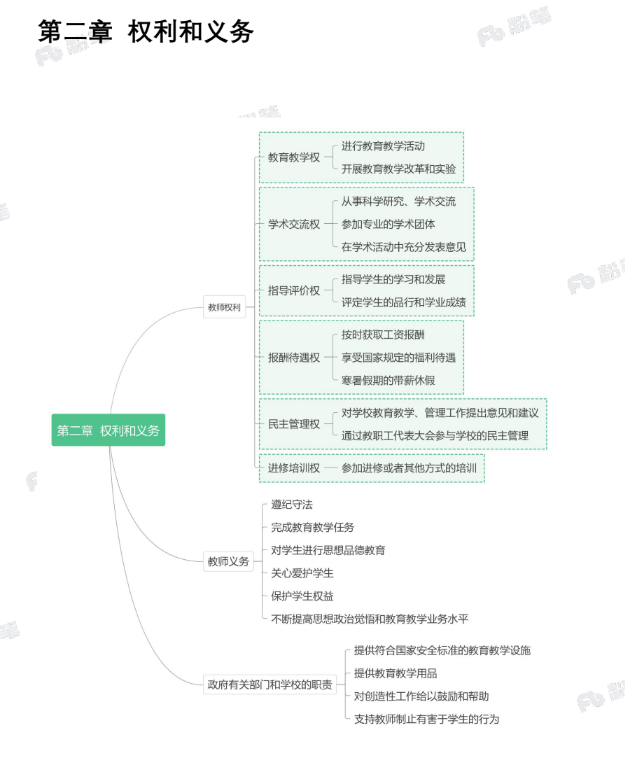 第二章 权利和义务
粉笔
粉笔
粉笔
教育教学权
进行教育教学活动
开展教育教学改革和实验
学术交流权
从事科学研究、学术交流
参加专业的学术团体
在学术活动中充分发表意见
指导评价权
指导学生的学习和发展
评定学生的品行和学业成绩
教师权利
报酬待遇权
按时获取工资报酬
享受国家规定的福利待遇
寒暑假期的带薪休假
民主管理权
对学校教育教学、管理工作提出意见和建议
通过教职工代表大会参与学校的民主管理
第二章 权利和义务
进修培训权
参加进修或者其他方式的培训
教师义务
遵纪守法
完成教育教学任务
对学生进行思想品德教育
关心爱护学生
保护学生权益
不断提高思想政治觉悟和教育教学业务水平
政府有关部门和学校的职责
提供符合国家安全标准的教育教学设施
提供教育教学用品
对创造性工作给以鼓励和帮助
支持教师制止有害于学生的行为